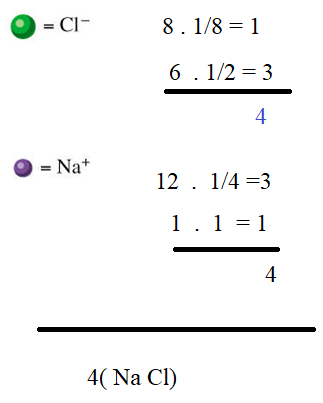 = Cl⁻ 8 . 1/8 = 1
6 . 1/2 = 3
4
= Na⁺
12 . 1/4 =3
1 . 1 = 1
4
4( Na Cl)